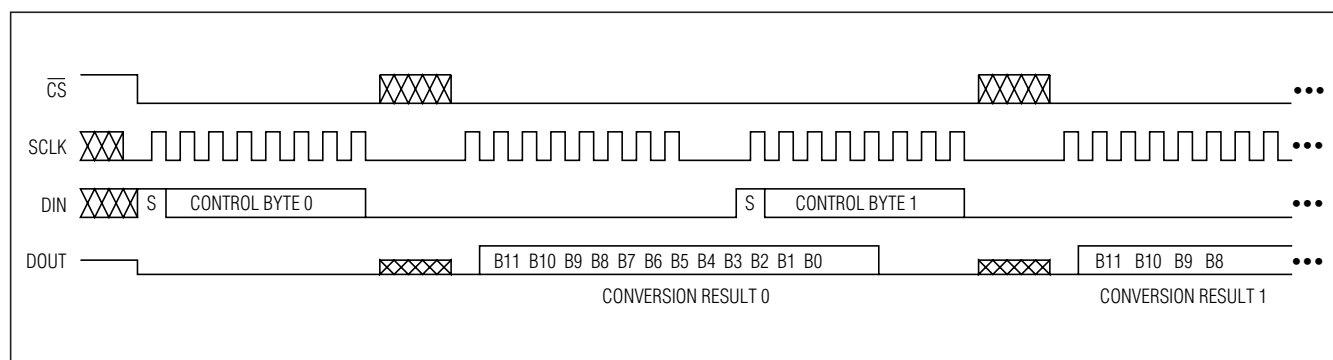 CS
SCLK
DIN S CONTROL BYTE 0 S CONTROL BYTE 1
DOUT B11 B10 B9 B8 B7 B6 B5 B4 B3 B2 B1 B0 B11 B10 B9 B8
CONVERSION RESULT 0 CONVERSION RESULT 1